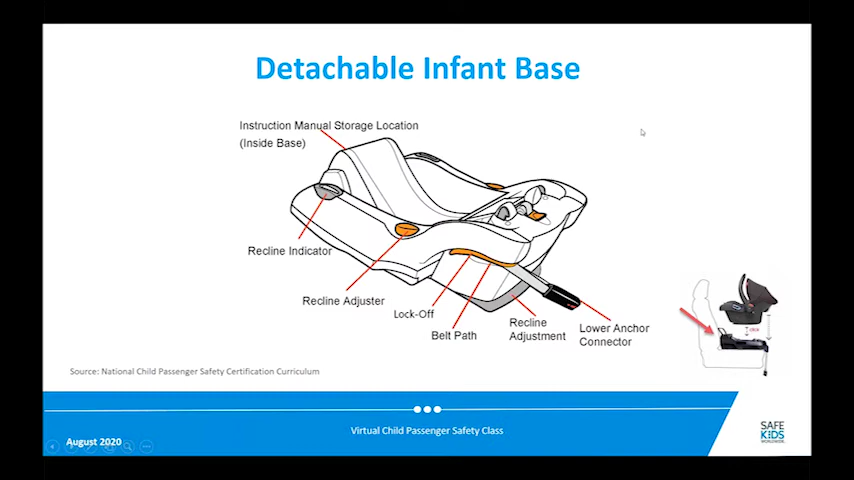 Detachable Infant Base
Instruction Manual Storage Location
(Inside Base)
Recline Indicator
Recline Adjuster
Lock-Off
Belt Path
Recline
Adjustment
Lower Anchor
Connector
CLICK
Source: National Child Passenger Safety Certification Curriculum
Virtual Child Passenger Safety Class
August 2020
SAFE
KIDS
WORLDWIDE